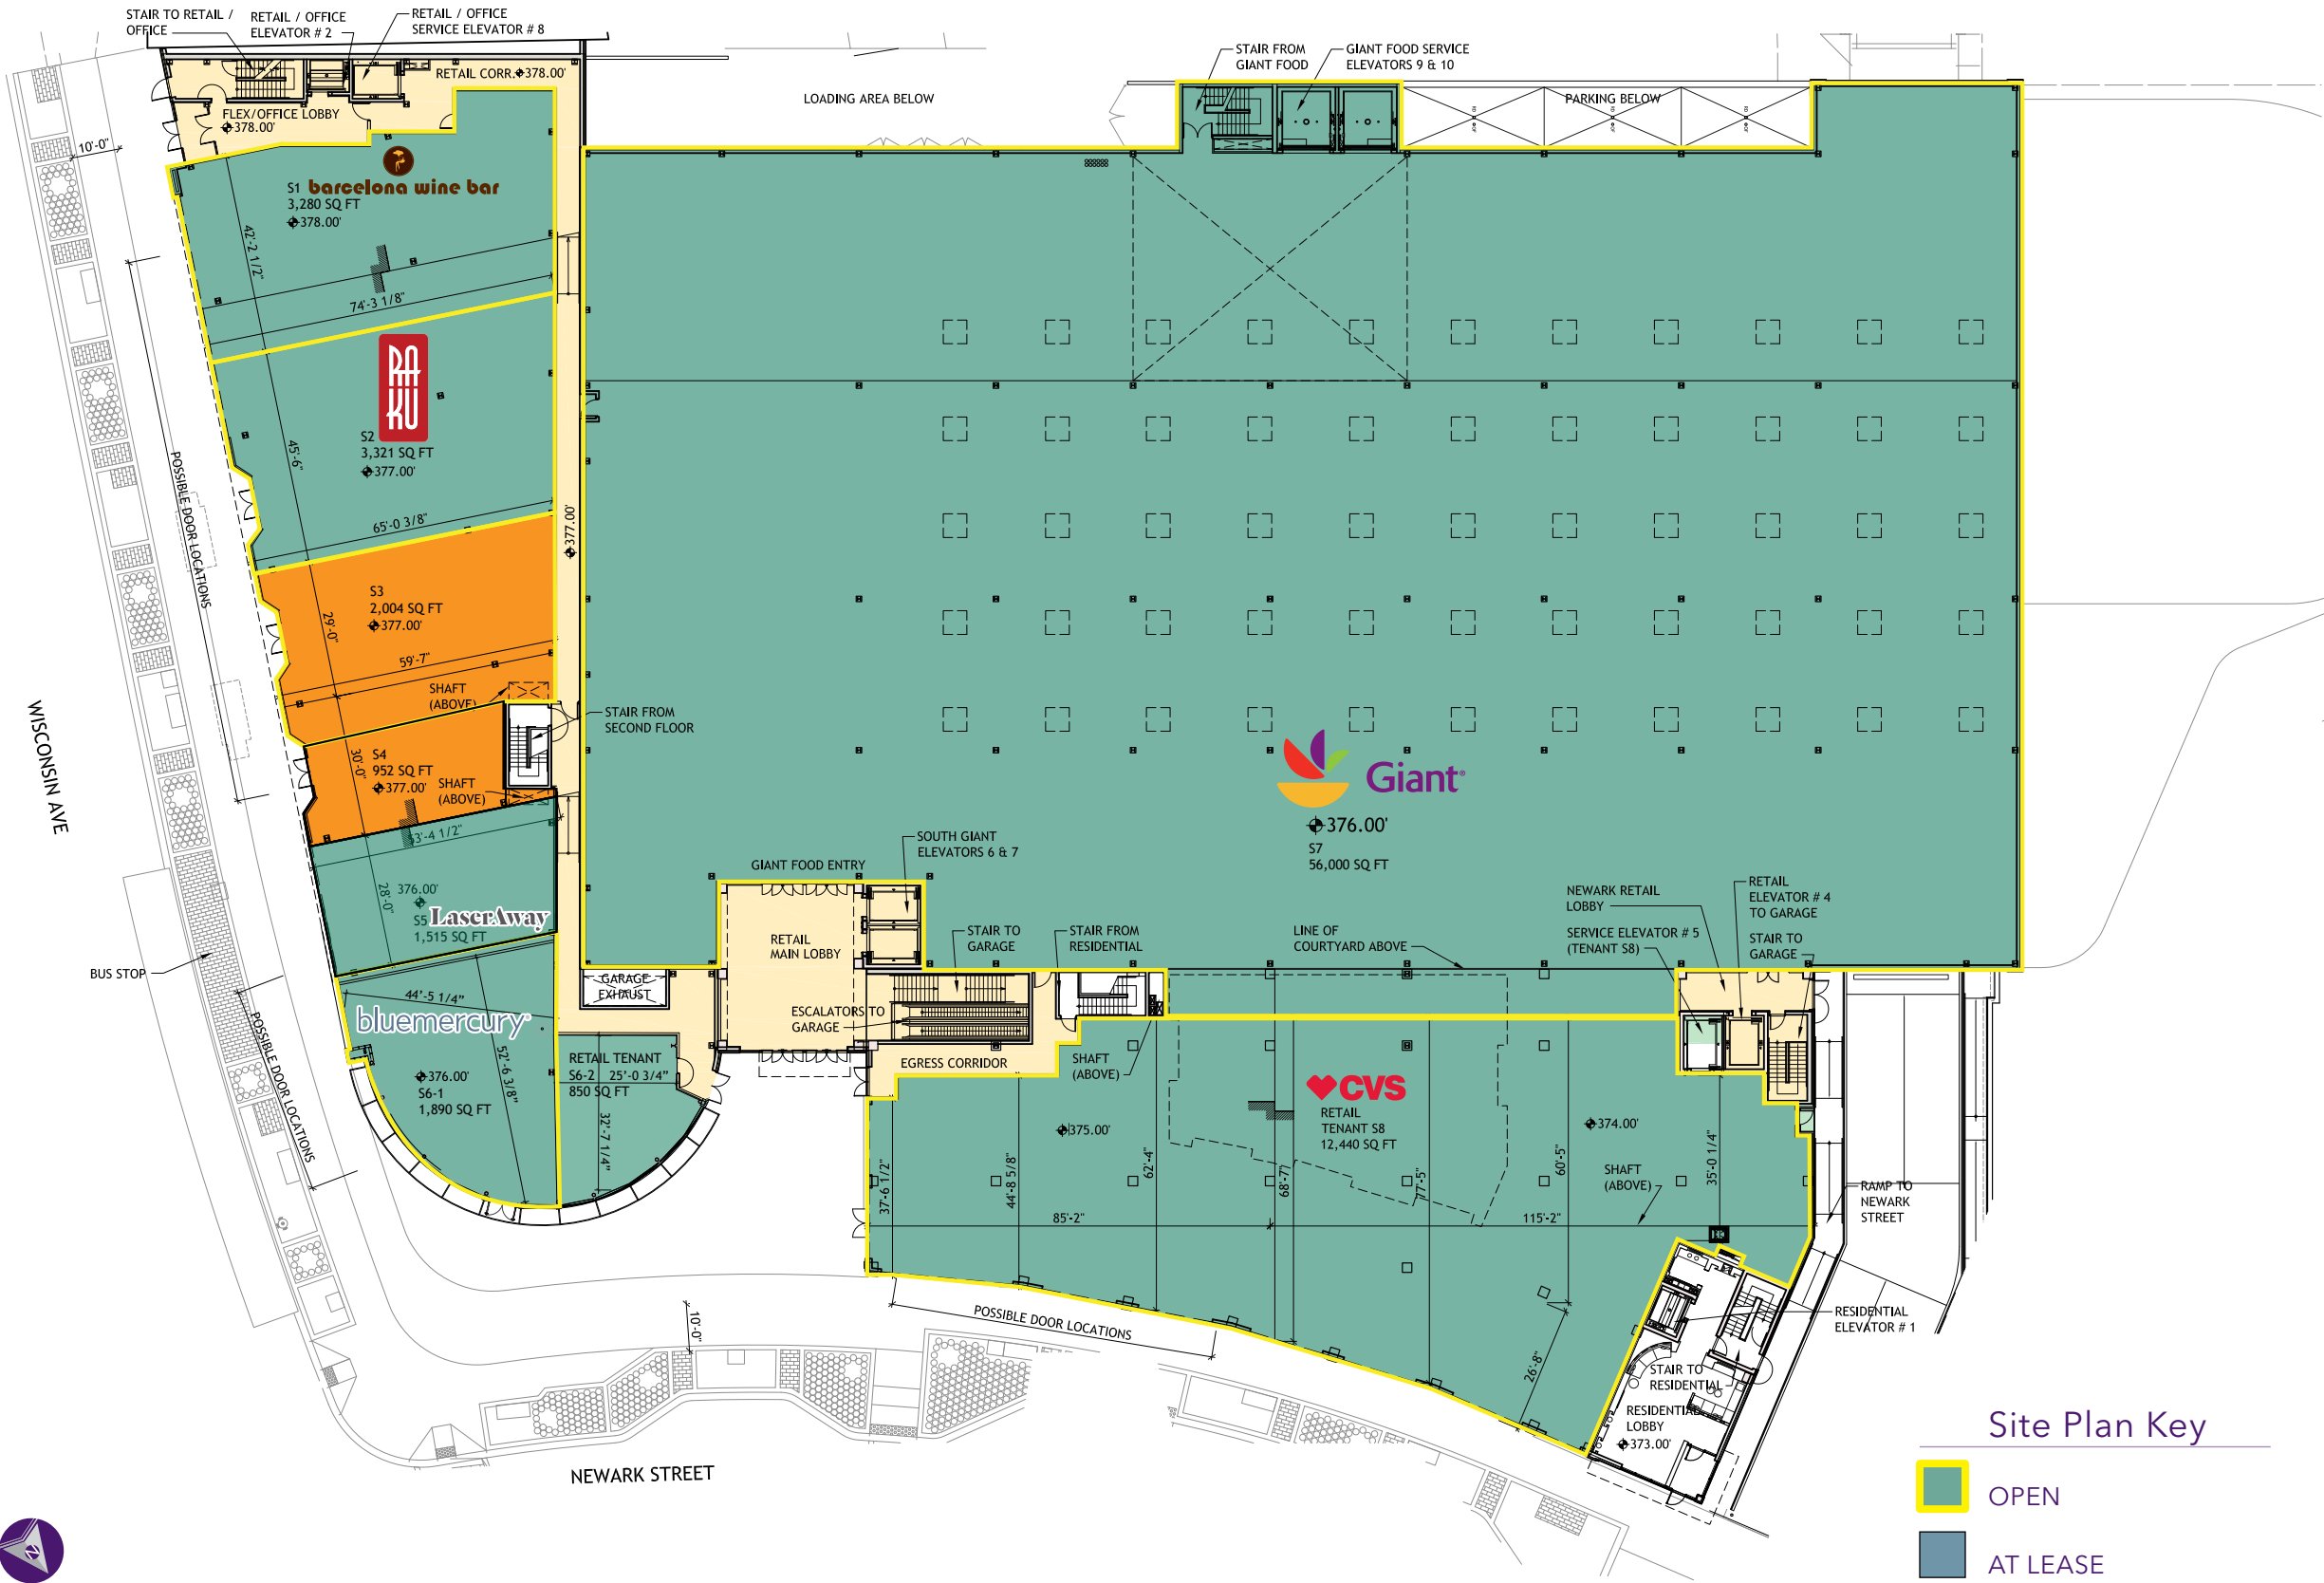 STAIR TO RETAIL /
OFFICE
RETAIL / OFFICE
ELEVATOR # 2
RETAIL / OFFICE
SERVICE ELEVATOR # 8
RETAIL CORR. 378.00'
FLEX/OFFICE LOBBY
378.00'
10'-0"
LOADING AREA BELOW
STAIR FROM
GIANT FOOD
GIANT FOOD SERVICE
ELEVATORS 9 & 10
PARKING BELOW
S1 barcelona wine bar
3,280 SQ FT
378.00'
42'-2 1/2"
74'-3 1/8"
RAKU
S2
3,321 SQ FT
377.00'
45'-6"
65'-0 3/8"
377.00'
POSSIBLE DOOR LOCATIONS
S3
2,004 SQ FT
377.00'
29'-0"
59'-7"
SHAFT
(ABOVE)
STAIR FROM
SECOND FLOOR
WISCONSIN AVE
S4
952 SQ FT
377.00'
30'-0"
SHAFT
(ABOVE)
53'-4 1/2"
28'-0"
376.00'
S5 LaserAway
1,515 SQ FT
Giant
376.00'
S7
56,000 SQ FT
GIANT FOOD ENTRY
SOUTH GIANT
ELEVATORS 6 & 7
RETAIL
MAIN LOBBY
STAIR TO
GARAGE
STAIR FROM
RESIDENTIAL
LINE OF
COURTYARD ABOVE
NEWARK RETAIL
LOBBY
SERVICE ELEVATOR # 5
(TENANT S8)
RETAIL
ELEVATOR # 4
TO GARAGE
STAIR TO
GARAGE
BUS STOP
GARAGE
EXHAUST
ESCALATORS TO
GARAGE
44'-5 1/4"
bluemercury
52'-6 3/8"
376.00'
S6-1
1,890 SQ FT
RETAIL TENANT
S6-2 25'-0 3/4"
850 SQ FT
32'-7 1/4"
EGRESS CORRIDOR
SHAFT
(ABOVE)
POSSIBLE DOOR LOCATIONS
CVS
RETAIL
TENANT S8
12,440 SQ FT
375.00'
374.00'
37'-6 1/2"
44'-8 5/8"
62'-4"
68'-7"
77'-5"
60'-5"
35'-0 1/4"
SHAFT
(ABOVE)
85'-2"
115'-2"
26'-8"
RAMP TO
NEWARK
STREET
POSSIBLE DOOR LOCATIONS
10'-0"
RESIDENTIAL
ELEVATOR # 1
STAIR TO
RESIDENTIAL
RESIDENTIAL
LOBBY
373.00'
NEWARK STREET
N
Site Plan Key
OPEN
AT LEASE